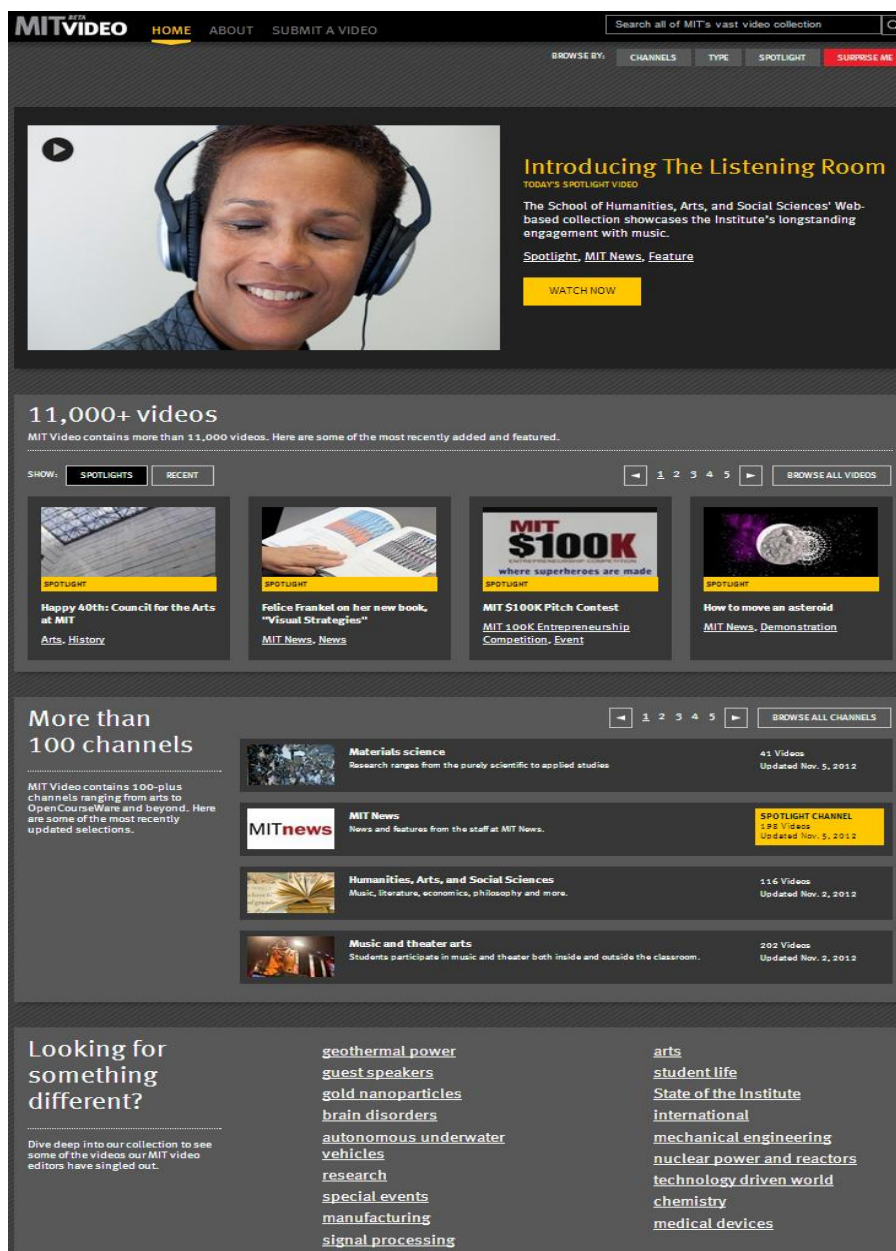 MIT VIDEO BETA
HOME ABOUT SUBMIT A VIDEO
Search all of MIT's vast video collection
BROWSE BY: CHANNELS TYPE SPOTLIGHT SURPRISE ME
Introducing The Listening Room
TODAY'S SPOTLIGHT VIDEO
The School of Humanities, Arts, and Social Sciences' Web-
based collection showcases the Institute's longstanding
engagement with music.
Spotlight, MIT News, Feature
WATCH NOW
11,000+ videos
MIT Video contains more than 11,000 videos. Here are some of the most recently added and featured.
SHOW: SPOTLIGHTS RECENT
1 2 3 4 5 BROWSE ALL VIDEOS
SPOTLIGHT
Happy 40th: Council for the Arts
at MIT
Arts, History
SPOTLIGHT
Felice Frankel on her new book,
"Visual Strategies"
MIT News, News
MIT
$100K
ENTREPRENEURSHIP COMPETITION
where superheroes are made
SPOTLIGHT
MIT $100K Pitch Contest
MIT 100K Entrepreneurship
Competition, Event
SPOTLIGHT
How to move an asteroid
MIT News, Demonstration
More than
100 channels
MIT Video contains 100-plus
channels ranging from arts to
OpenCourseWare and beyond. Here
are some of the most recently
updated selections.
1 2 3 4 5 BROWSE ALL CHANNELS
Materials science
Research ranges from the purely scientific to applied studies
41 Videos
Updated Nov. 5, 2012
MITnews
MIT News
News and features from the staff at MIT News.
SPOTLIGHT CHANNEL
198 Videos
Updated Nov. 5, 2012
Humanities, Arts, and Social Sciences
Music, literature, economics, philosophy and more.
116 Videos
Updated Nov. 2, 2012
Music and theater arts
Students participate in music and theater both inside and outside the classroom.
202 Videos
Updated Nov. 2, 2012
Looking for
something
different?
Dive deep into our collection to see
some of the videos our MIT video
editors have singled out.
geothermal power
guest speakers
gold nanoparticles
brain disorders
autonomous underwater
vehicles
research
special events
manufacturing
signal processing
arts
student life
State of the Institute
international
mechanical engineering
nuclear power and reactors
technology driven world
chemistry
medical devices